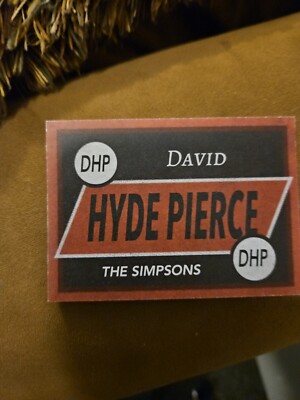 DHP
DAVID
HYDE PIERCE
THE SIMPSONS
DHP